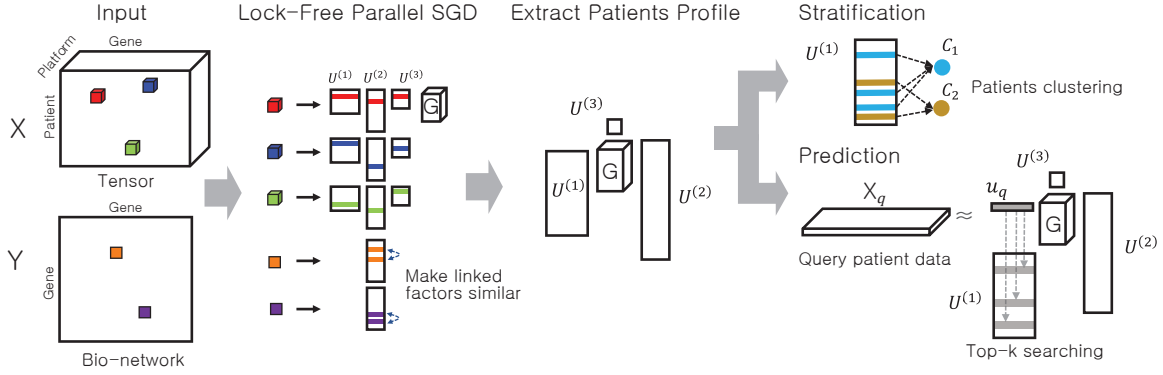 Input
Gene
Platform
Patient
X
Tensor
Gene
Y
Gene
Bio-network
Lock-Free Parallel SGD
U⁽¹⁾ U⁽²⁾ U⁽³⁾
G
Make linked
factors similar
Extract Patients Profile
U⁽³⁾
U⁽¹⁾
G
U⁽²⁾
Stratification
U⁽¹⁾
C₁
C₂
Patients clustering
Prediction
X_q
≈
Query patient data
U⁽³⁾
u_q
G
U⁽²⁾
U⁽¹⁾
Top-k searching